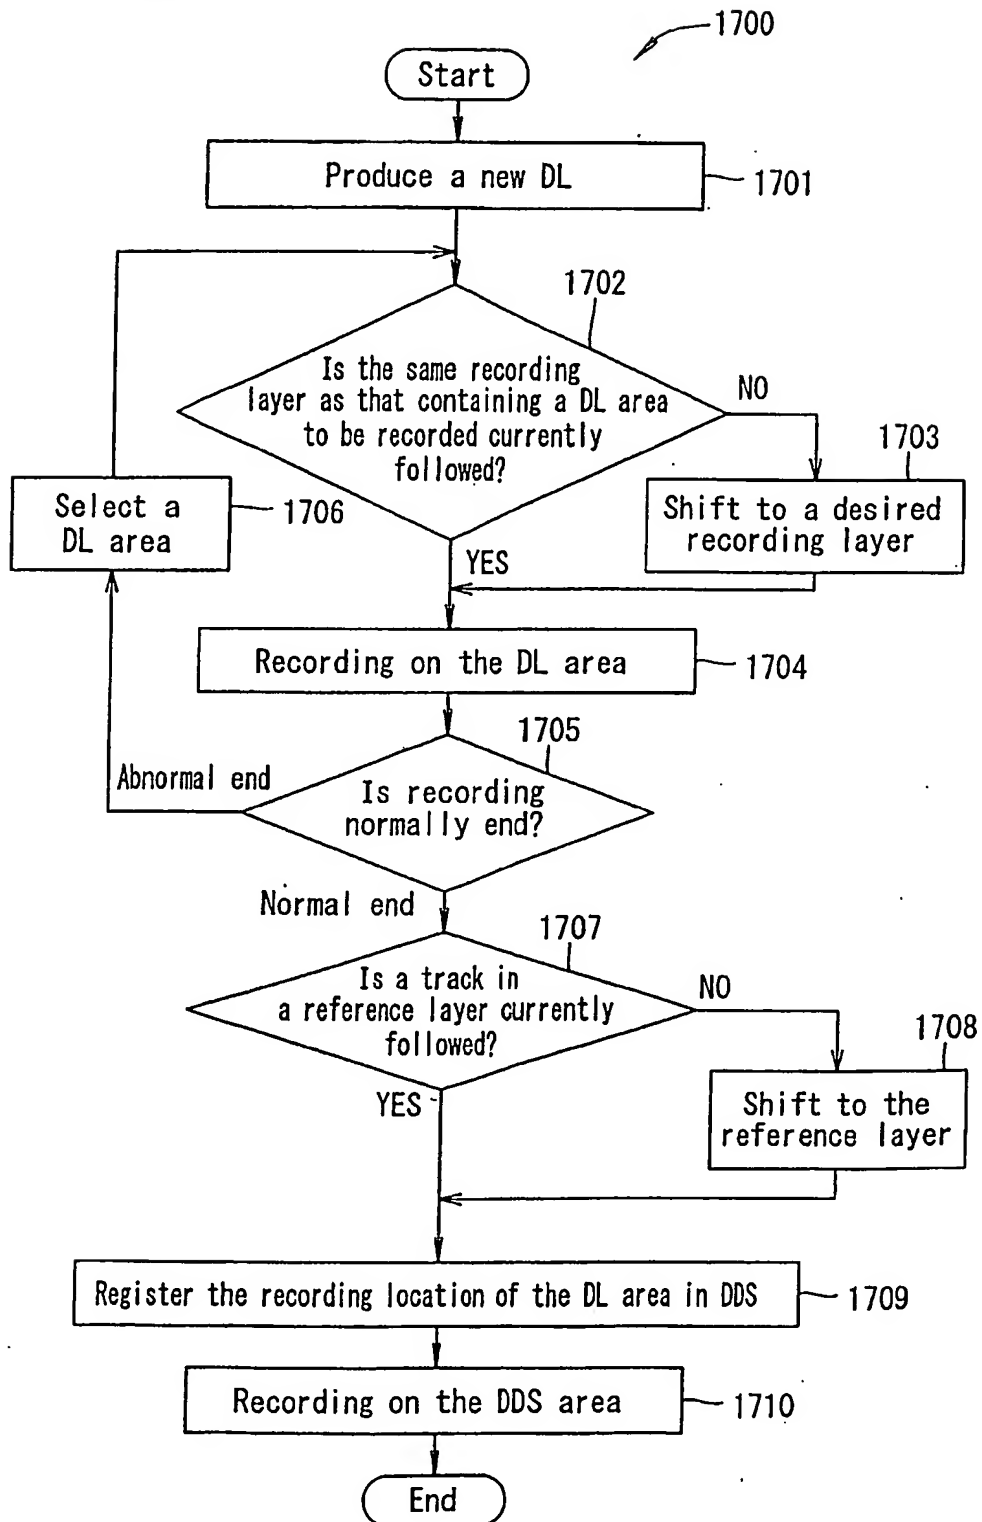 1700
Start
Produce a new DL
1701
1702
Is the same recording
layer as that containing a DL area
to be recorded currently
followed?
NO
1703
Shift to a desired
recording layer
Select a
DL area
1706
YES
Recording on the DL area
1704
1705
Abnormal end
Is recording
normally end?
Normal end
1707
Is a track in
a reference layer currently
followed?
NO
1708
Shift to the
reference layer
YES
Register the recording location of the DL area in DDS
1709
Recording on the DDS area
1710
End